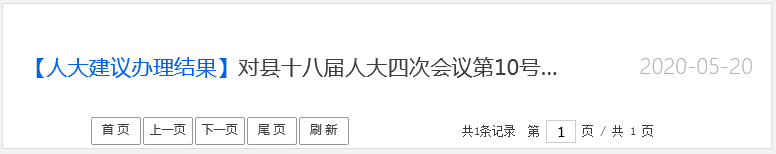 【人大建议办理结果】对县十八届人大四次会议第10号... 2020-05-20
首 页 上一页 下一页 尾 页 刷 新 共1条记录 第 1 页 / 共 1 页